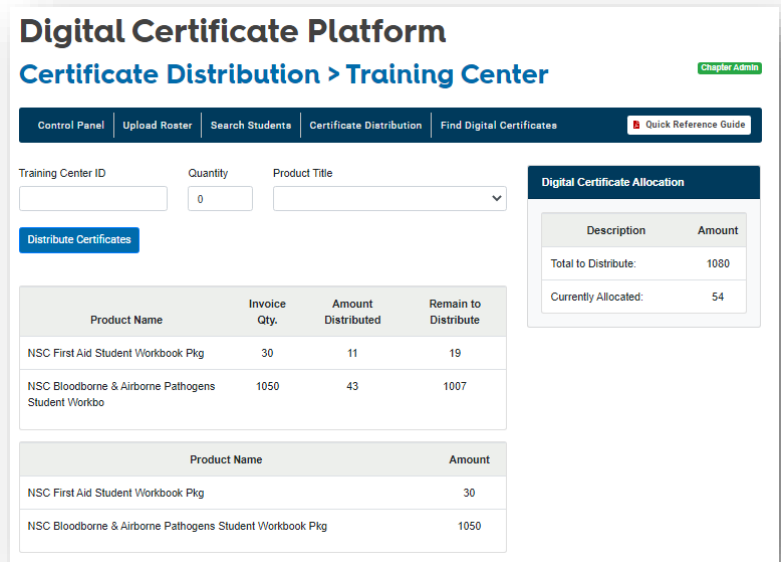 Digital Certificate Platform
Certificate Distribution > Training Center
Chapter Admin
Control Panel
Upload Roster
Search Students
Certificate Distribution
Find Digital Certificates
Quick Reference Guide
Training Center ID
Quantity
Product Title
0
Distribute Certificates
Digital Certificate Allocation
Description Amount
Total to Distribute: 1080
Currently Allocated: 54
Product Name Invoice Qty. Amount Distributed Remain to Distribute
NSC First Aid Student Workbook Pkg 30 11 19
NSC Bloodborne & Airborne Pathogens 1050 43 1007
Student Workbo
Product Name Amount
NSC First Aid Student Workbook Pkg 30
NSC Bloodborne & Airborne Pathogens Student Workbook Pkg 1050